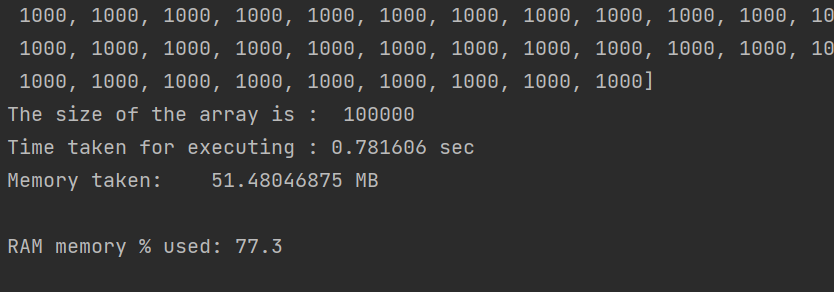 1000, 1000, 1000, 1000, 1000, 1000, 1000, 1000, 1000, 1000, 1000, 10
1000, 1000, 1000, 1000, 1000, 1000, 1000, 1000, 1000, 1000, 1000, 10
1000, 1000, 1000, 1000, 1000, 1000, 1000, 1000, 1000]
The size of the array is :  100000
Time taken for executing : 0.781606 sec
Memory taken:    51.48046875 MB
RAM memory % used: 77.3